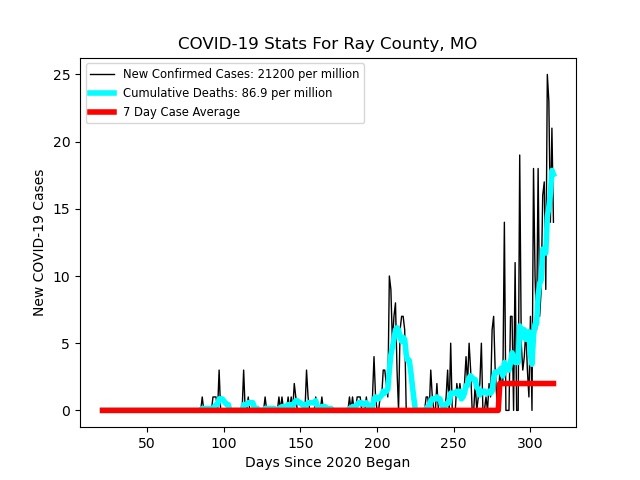 COVID-19 Stats For Ray County, MO
New Confirmed Cases: 21200 per million
Cumulative Deaths: 86.9 per million
7 Day Case Average
25
20
15
10
5
0
New COVID-19 Cases
50 100 150 200 250 300
Days Since 2020 Began